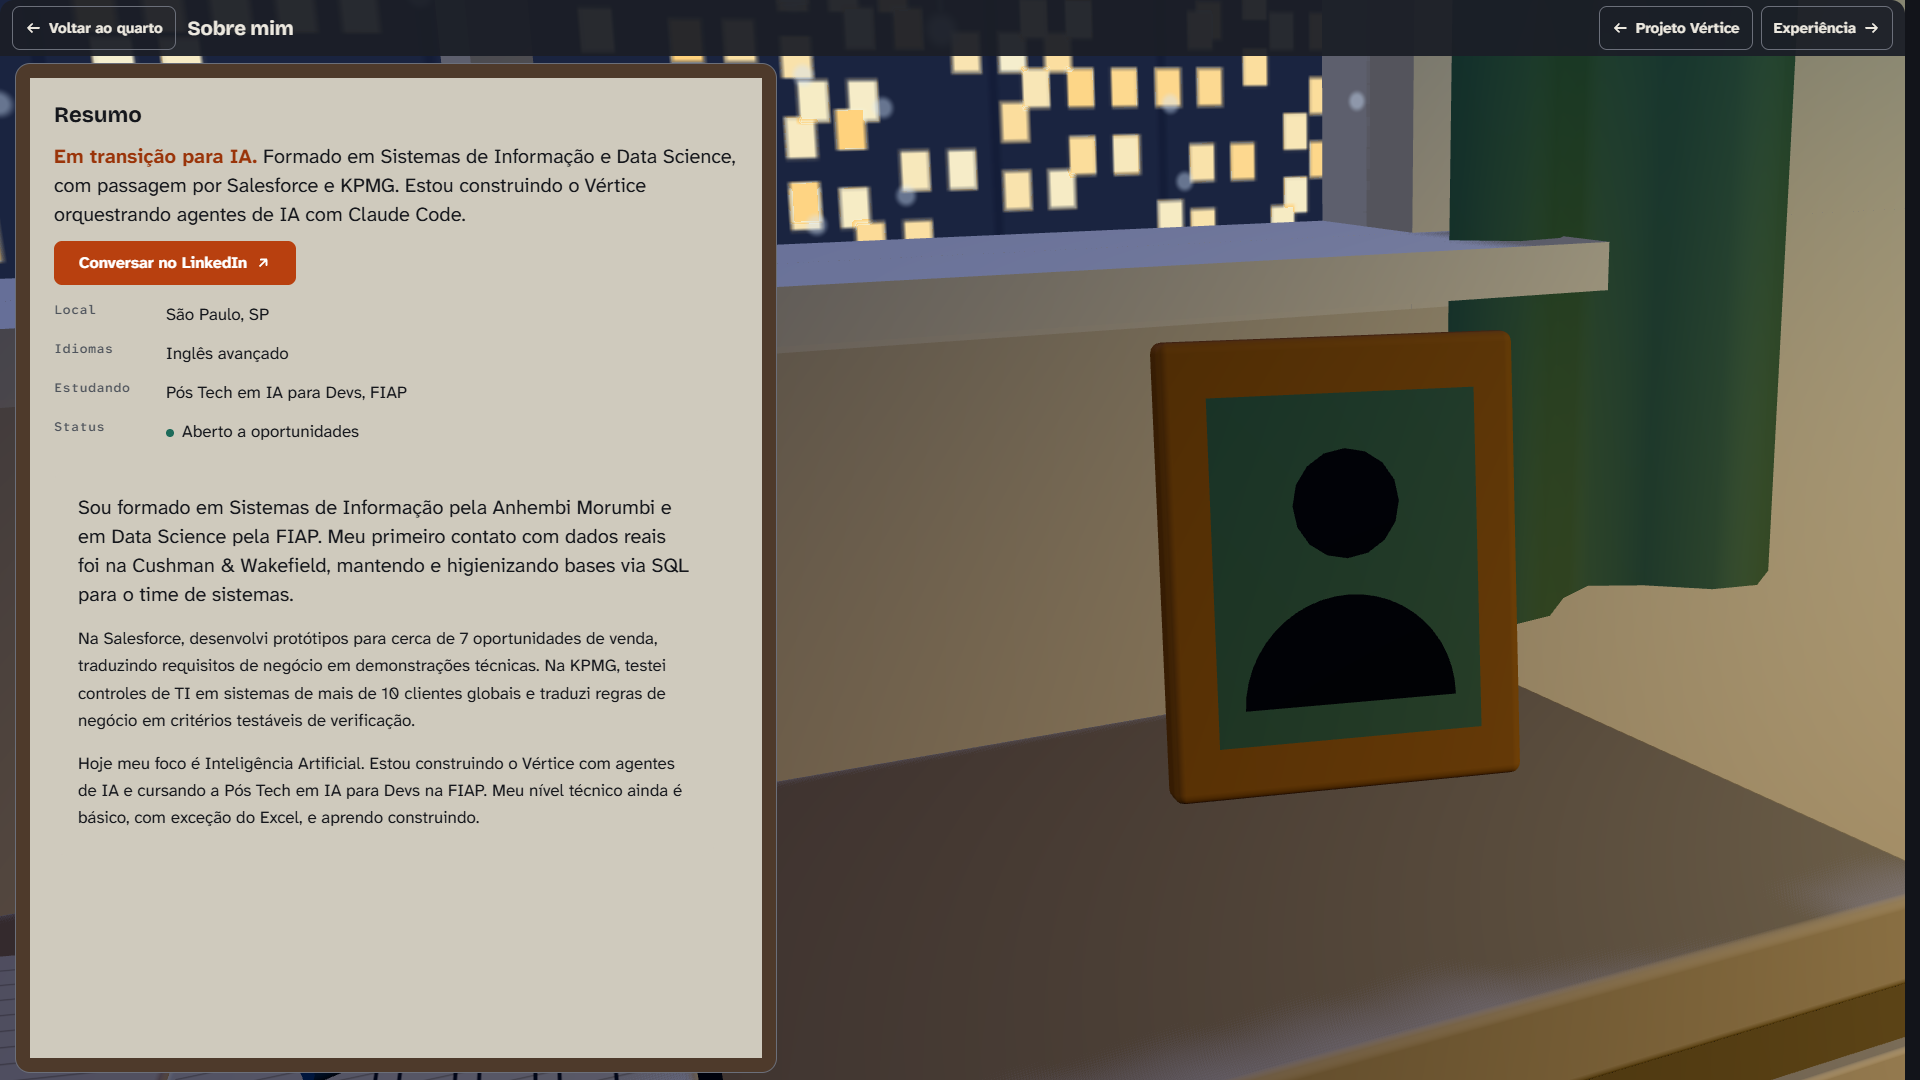 ← Voltar ao quarto
Sobre mim
← Projeto Vértice
Experiência →
Resumo
Em transição para IA. Formado em Sistemas de Informação e Data Science,
com passagem por Salesforce e KPMG. Estou construindo o Vértice
orquestrando agentes de IA com Claude Code.
Conversar no LinkedIn ↗
Local São Paulo, SP
Idiomas Inglês avançado
Estudando Pós Tech em IA para Devs, FIAP
Status Aberto a oportunidades
Sou formado em Sistemas de Informação pela Anhembi Morumbi e
em Data Science pela FIAP. Meu primeiro contato com dados reais
foi na Cushman & Wakefield, mantendo e higienizando bases via SQL
para o time de sistemas.
Na Salesforce, desenvolvi protótipos para cerca de 7 oportunidades de venda,
traduzindo requisitos de negócio em demonstrações técnicas. Na KPMG, testei
controles de TI em sistemas de mais de 10 clientes globais e traduzi regras de
negócio em critérios testáveis de verificação.
Hoje meu foco é Inteligência Artificial. Estou construindo o Vértice com agentes
de IA e cursando a Pós Tech em IA para Devs na FIAP. Meu nível técnico ainda é
básico, com exceção do Excel, e aprendo construindo.